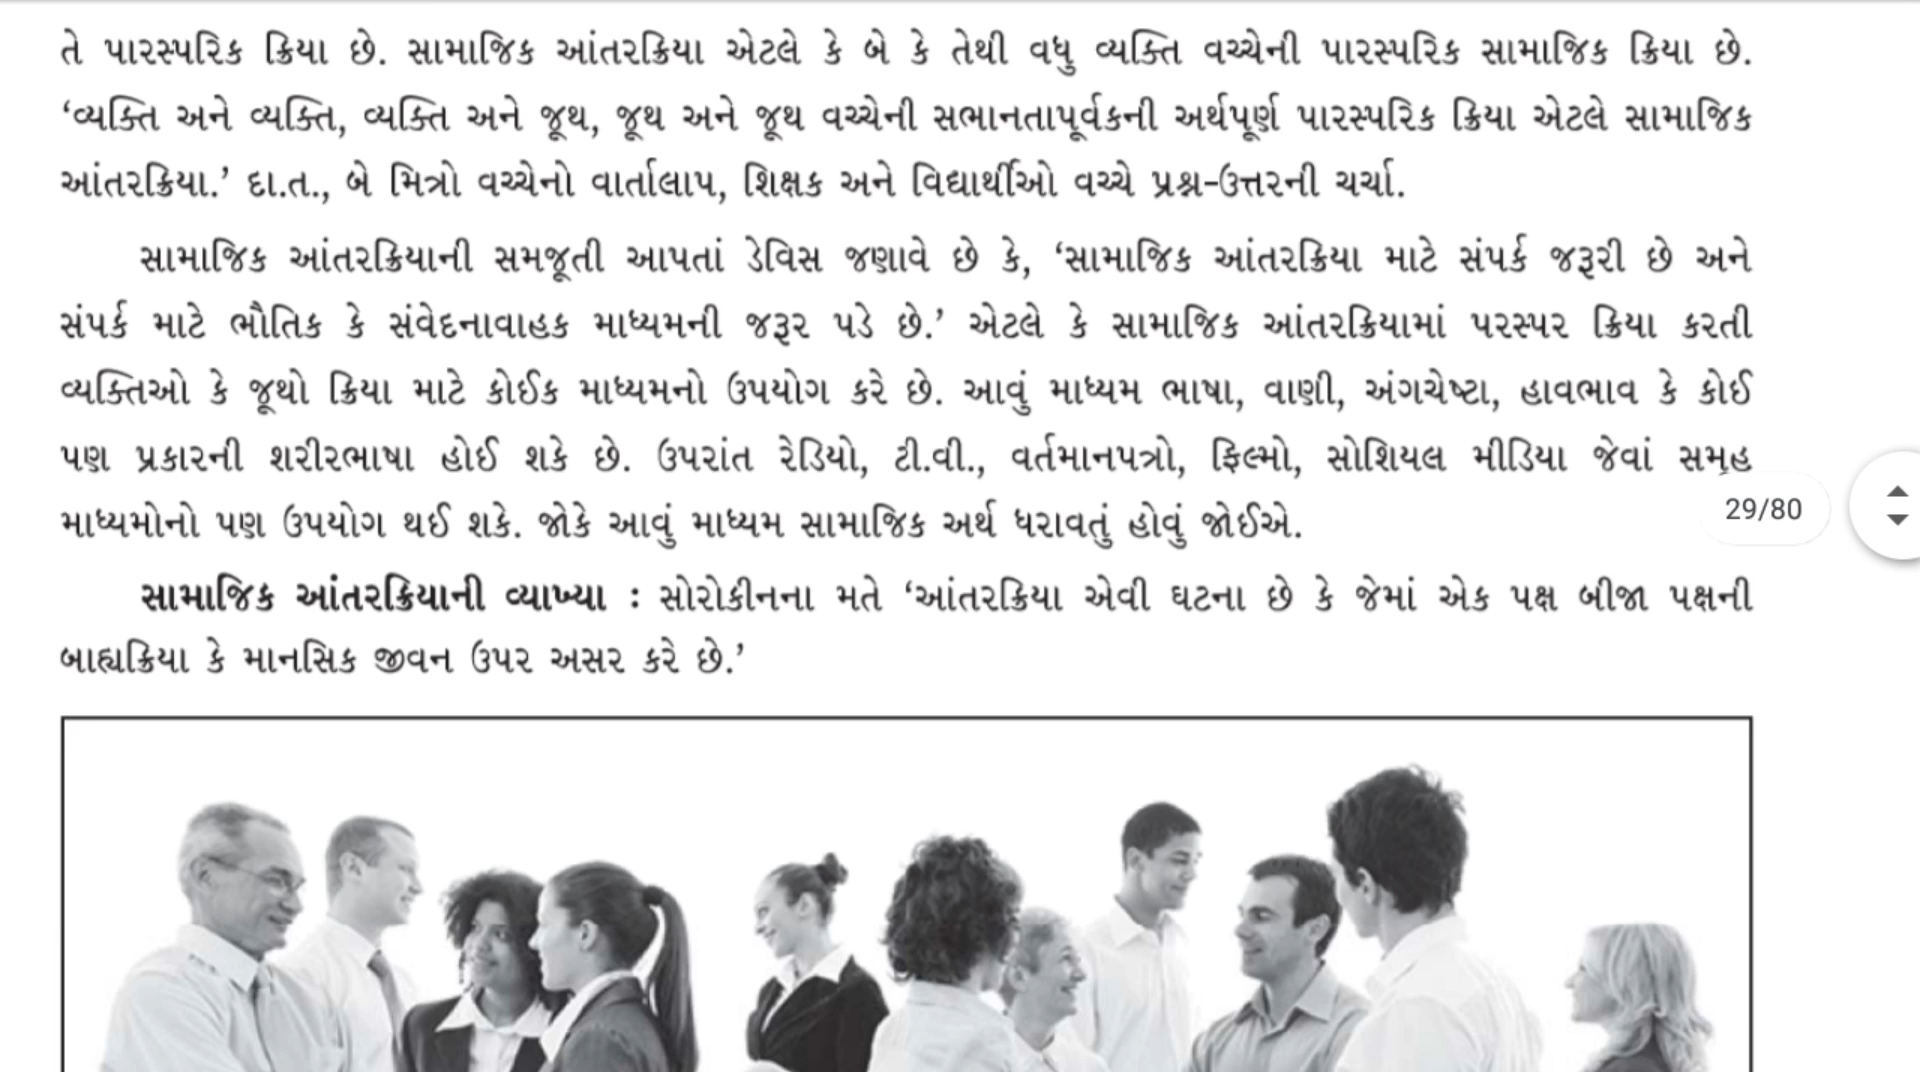 તે પારસ્પરિક ક્રિયા છે. સામાજિક આંતરક્રિયા એટલે કે બે કે તેથી વધુ વ્યક્તિ વચ્ચેની પારસ્પરિક સામાજિક ક્રિયા છે.
‘વ્યક્તિ અને વ્યક્તિ, વ્યક્તિ અને જૂથ, જૂથ અને જૂથ વચ્ચેની સભાનતાપૂર્વકની અર્થપૂર્ણ પારસ્પરિક ક્રિયા એટલે સામાજિક
આંતરક્રિયા.’ દા.ત., બે મિત્રો વચ્ચેનો વાર્તાલાપ, શિક્ષક અને વિદ્યાર્થીઓ વચ્ચે પ્રશ્ન-ઉત્તરની ચર્ચા.
સામાજિક આંતરક્રિયાની સમજૂતી આપતાં ડેવિસ જણાવે છે કે, ‘સામાજિક આંતરક્રિયા માટે સંપર્ક જરૂરી છે અને
સંપર્ક માટે ભૌતિક કે સંવેદનાવાહક માધ્યમની જરૂર પડે છે.’ એટલે કે સામાજિક આંતરક્રિયામાં પરસ્પર ક્રિયા કરતી
વ્યક્તિઓ કે જૂથો ક્રિયા માટે કોઈક માધ્યમનો ઉપયોગ કરે છે. આવું માધ્યમ ભાષા, વાણી, અંગચેષ્ટા, હાવભાવ કે કોઈ
પણ પ્રકારની શરીરભાષા હોઈ શકે છે. ઉપરાંત રેડિયો, ટી.વી., વર્તમાનપત્રો, ફિલ્મો, સોશિયલ મીડિયા જેવાં સમૂહ
માધ્યમોનો પણ ઉપયોગ થઈ શકે. જોકે આવું માધ્યમ સામાજિક અર્થ ધરાવતું હોવું જોઈએ.
29/80
સામાજિક આંતરક્રિયાની વ્યાખ્યા : સોરોકીનના મતે ‘આંતરક્રિયા એવી ઘટના છે કે જેમાં એક પક્ષ બીજા પક્ષની
બાહ્યક્રિયા કે માનસિક જીવન ઉપર અસર કરે છે.’